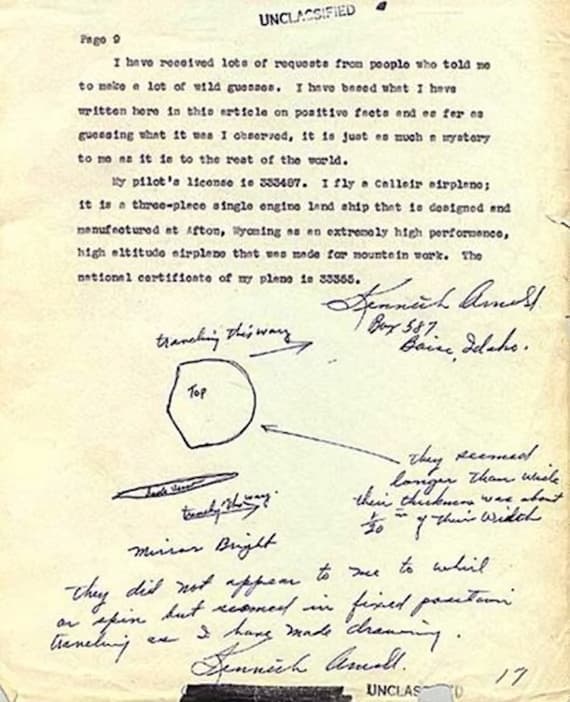 UNCLASSIFIED
Page 9
I have received lots of requests from people who told me
to make a lot of wild guesses. I have based what I have
written here in this article on positive facts and as far as
guessing what it was I observed, it is just as much a mystery
to me as it is to the rest of the world.
My pilot's license is 333487. I fly a Callair airplane;
it is a three-place single engine land ship that is designed and
manufactured at Afton, Wyoming as an extremely high performance,
high altitude airplane that was made for mountain work. The
national certificate of my plane is 33355.
Kenneth Arnold
Box 587
Boise, Idaho.
traveling this way
Top
they seemed
longer than wide
their thickness was about
1/20 th of their width
side view
traveling this way.
Mirror Bright
They did not appear to me to whirl
or spin but seemed in fixed position
traveling as I have made drawing.
Kenneth Arnold.
17
UNCLASSIFIED